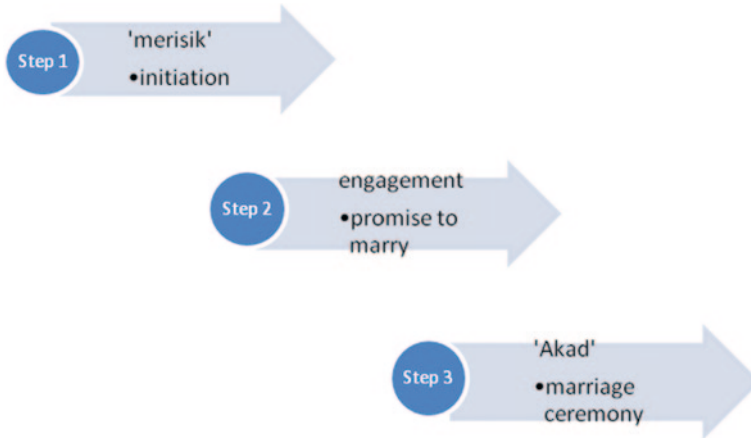 Step 1
'merisik'
•initiation
Step 2
engagement
•promise to
marry
Step 3
'Akad'
•marriage
ceremony